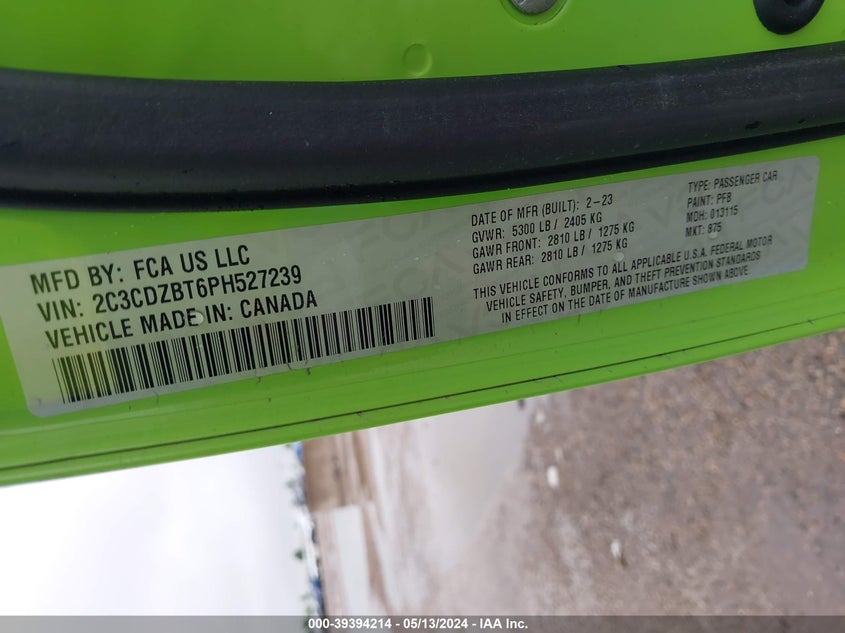 MFD BY: FCA US LLC
VIN: 2C3CDZBT6PH527239
VEHICLE MADE IN: CANADA
DATE OF MFR (BUILT): 2-23
GVWR: 5300 LB / 2405 KG
GAWR FRONT: 2810 LB / 1275 KG
GAWR REAR: 2810 LB / 1275 KG
TYPE: PASSENGER CAR
PAINT: PFB
MDH: 013115
MKT: 875
THIS VEHICLE CONFORMS TO ALL APPLICABLE U.S.A. FEDERAL MOTOR
VEHICLE SAFETY, BUMPER, AND THEFT PREVENTION STANDARDS
IN EFFECT ON THE DATE OF MANUFACTURE SHOWN ABOVE
000-39394214 - 05/13/2024 - IAA Inc.